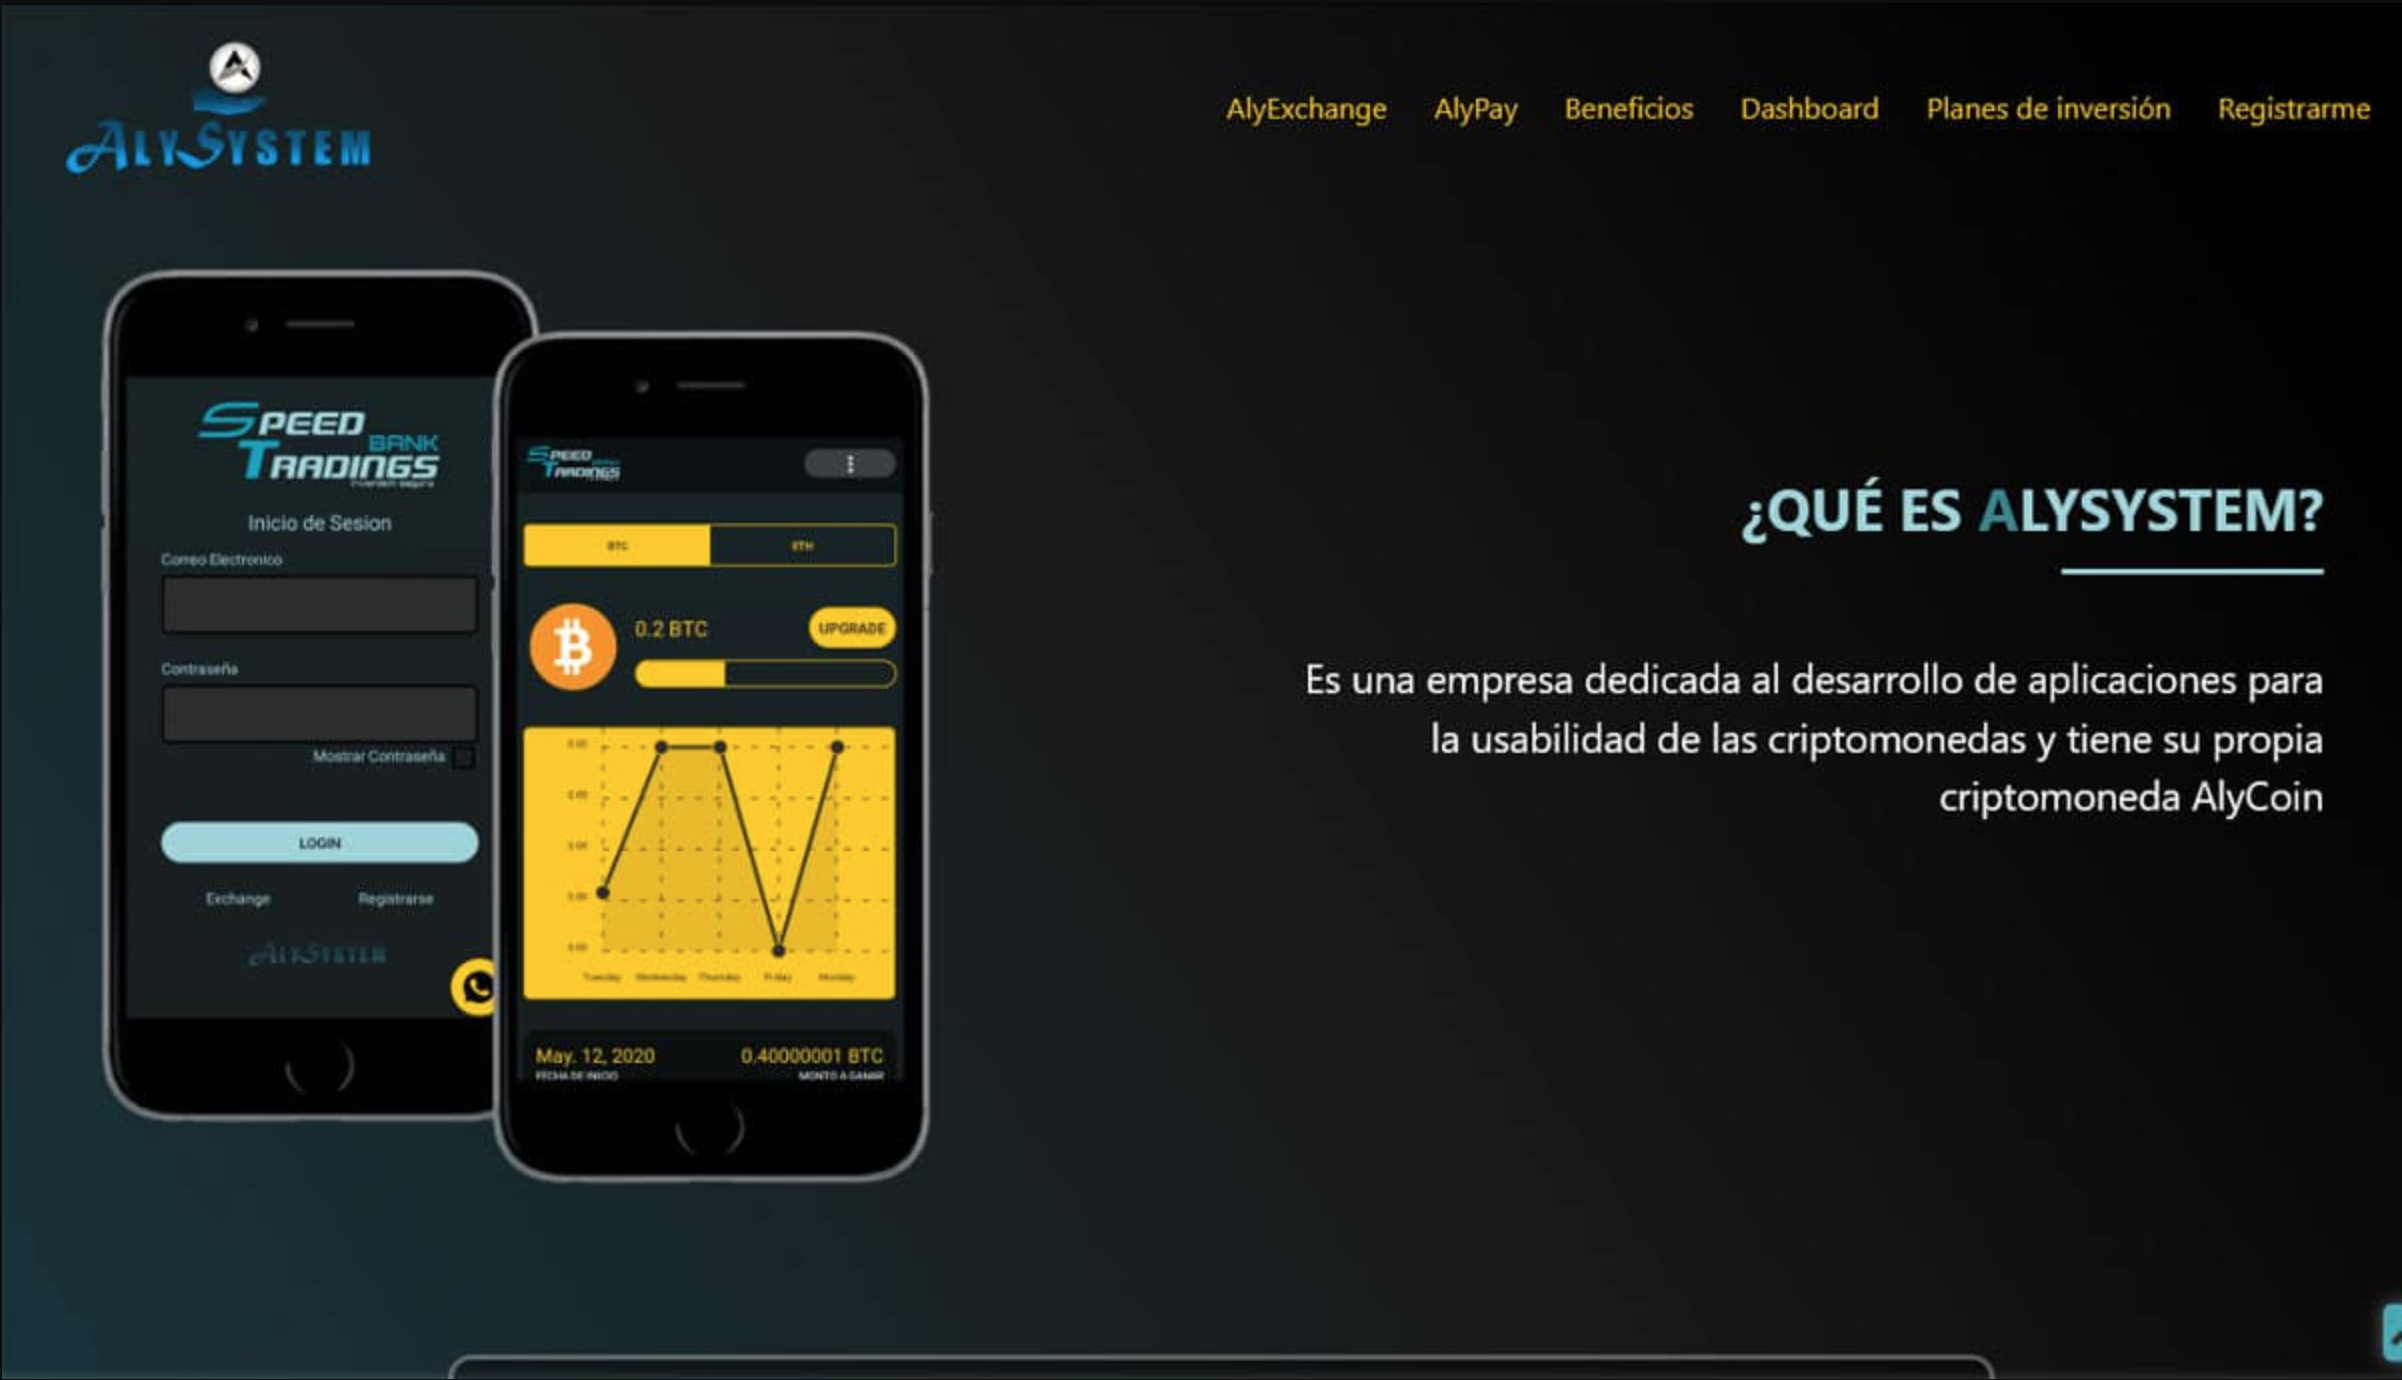 ALYSYSTEM
AlyExchange AlyPay Beneficios Dashboard Planes de inversión Registrarme
SPEED
BANK
TRADINGS
Inicio de Sesion
Correo Electronico
Contraseña
Mostrar Contraseña
LOGIN
Exchange Registrarse
ALYSYSTEM
SPEED
TRADINGS
BTC ETH
0.2 BTC UPGRADE
Tuesday Wednesday Thursday Friday Monday
May. 12, 2020 0.40000001 BTC
FECHA DE INICIO MONTO A GANAR
¿QUÉ ES ALYSYSTEM?
Es una empresa dedicada al desarrollo de aplicaciones para
la usabilidad de las criptomonedas y tiene su propia
criptomoneda AlyCoin